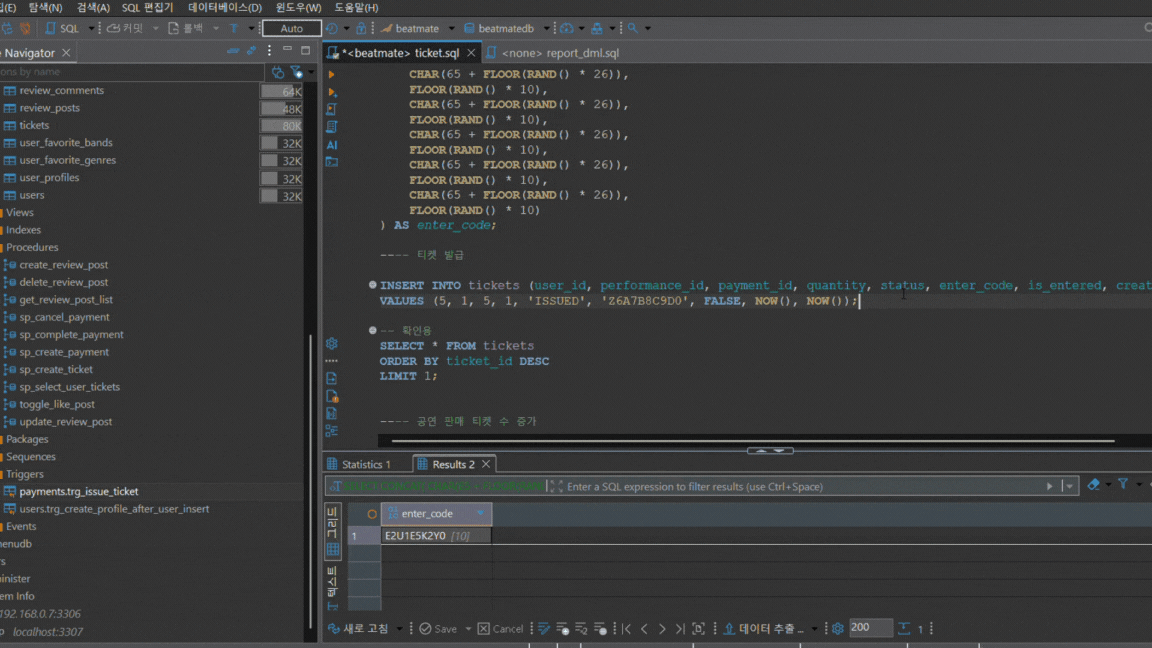 집(E) 탐색(N) 검색(A) SQL 편집기 데이터베이스(D) 윈도우(W) 도움말(H)
SQL 커밋 롤백 Auto beatmate beatmatedb
Navigator
*<beatmate> ticket.sql
<none> report_dml.sql
ons by name
review_comments 64K
review_posts 48K
tickets 80K
user_favorite_bands 32K
user_favorite_genres 32K
user_profiles 32K
users 32K
Views
Indexes
Procedures
create_review_post
delete_review_post
get_review_post_list
sp_cancel_payment
sp_complete_payment
sp_create_payment
sp_create_ticket
sp_select_user_tickets
toggle_like_post
update_review_post
Packages
Sequences
Triggers
payments.trg_issue_ticket
users.trg_create_profile_after_user_insert
Events
enudb
s
inister
em Info
192.168.0.7:3306
localhost:3307
CHAR(65 + FLOOR(RAND() * 26)),
FLOOR(RAND() * 10),
CHAR(65 + FLOOR(RAND() * 26)),
FLOOR(RAND() * 10),
CHAR(65 + FLOOR(RAND() * 26)),
FLOOR(RAND() * 10),
CHAR(65 + FLOOR(RAND() * 26)),
FLOOR(RAND() * 10),
CHAR(65 + FLOOR(RAND() * 26)),
FLOOR(RAND() * 10)
) AS enter_code;
---- 티켓 발급
INSERT INTO tickets (user_id, performance_id, payment_id, quantity, status, enter_code, is_entered, creat
VALUES (5, 1, 5, 1, 'ISSUED', 'Z6A7B8C9D0', FALSE, NOW(), NOW());
-- 확인용
SELECT * FROM tickets
ORDER BY ticket_id DESC
LIMIT 1;
---- 공연 판매 티켓 수 증가
Statistics 1
Results 2
Enter a SQL expression to filter results (use Ctrl+Space)
그리드
텍스트
enter_code
1 E2U1E5K2Y0 [10]
새로 고침 Save Cancel 데이터 추출 ... 200 1